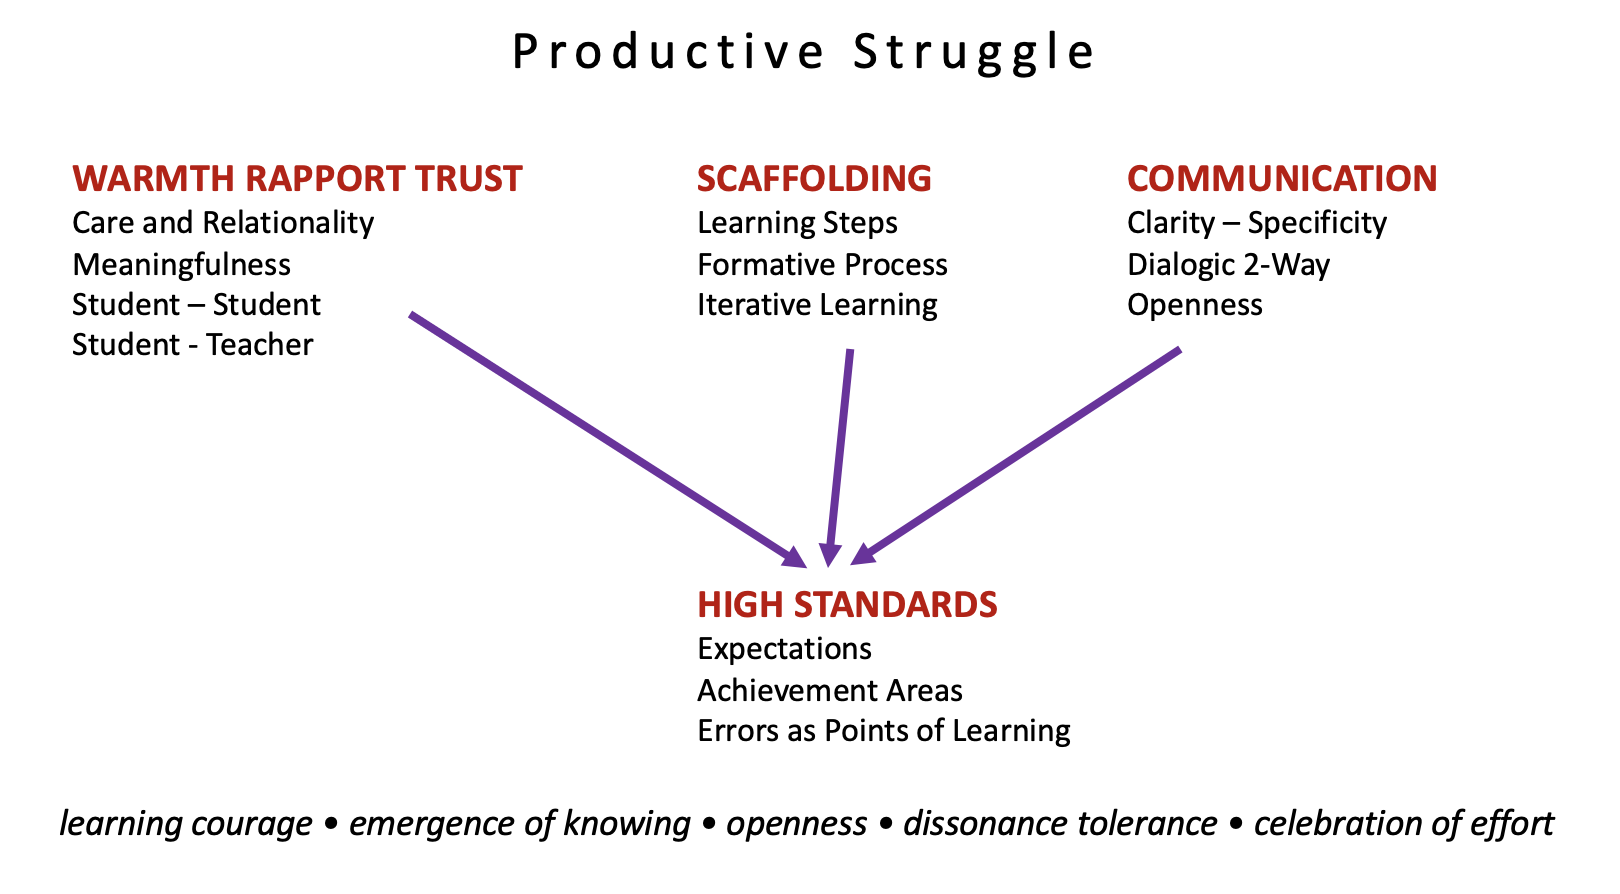 Productive Struggle
WARMTH RAPPORT TRUST
Care and Relationality
Meaningfulness
Student – Student
Student - Teacher
SCAFFOLDING
Learning Steps
Formative Process
Iterative Learning
COMMUNICATION
Clarity – Specificity
Dialogic 2-Way
Openness
HIGH STANDARDS
Expectations
Achievement Areas
Errors as Points of Learning
learning courage • emergence of knowing • openness • dissonance tolerance • celebration of effort